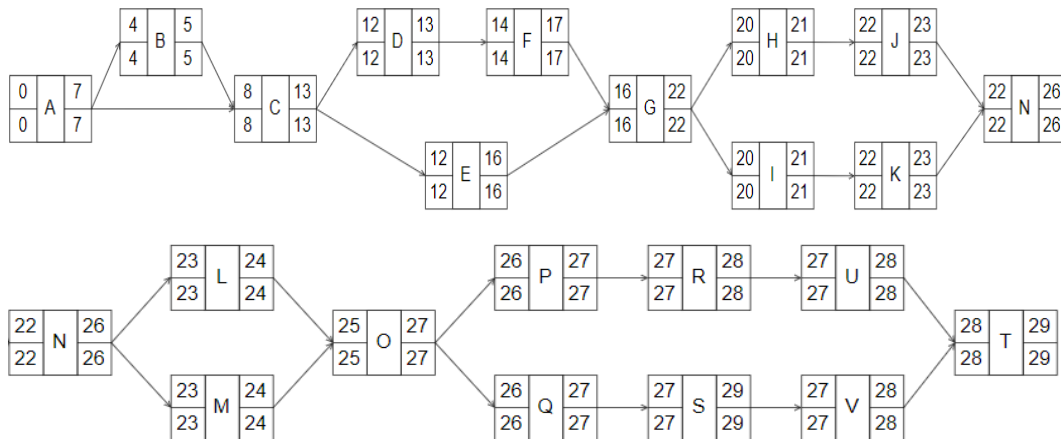 4 B 5
4 5
12 D 13
12 13
14 F 17
14 17
20 H 21
20 21
22 J 23
22 23
0 A 7
0 7
8 C 13
8 13
16 G 22
16 22
22 N 26
22 26
12 E 16
12 16
20 I 21
20 21
22 K 23
22 23
23 L 24
23 24
26 P 27
26 27
27 R 28
27 28
27 U 28
27 28
22 N 26
22 26
25 O 27
25 27
28 T 29
28 29
23 M 24
23 24
26 Q 27
26 27
27 S 29
27 29
27 V 28
27 28